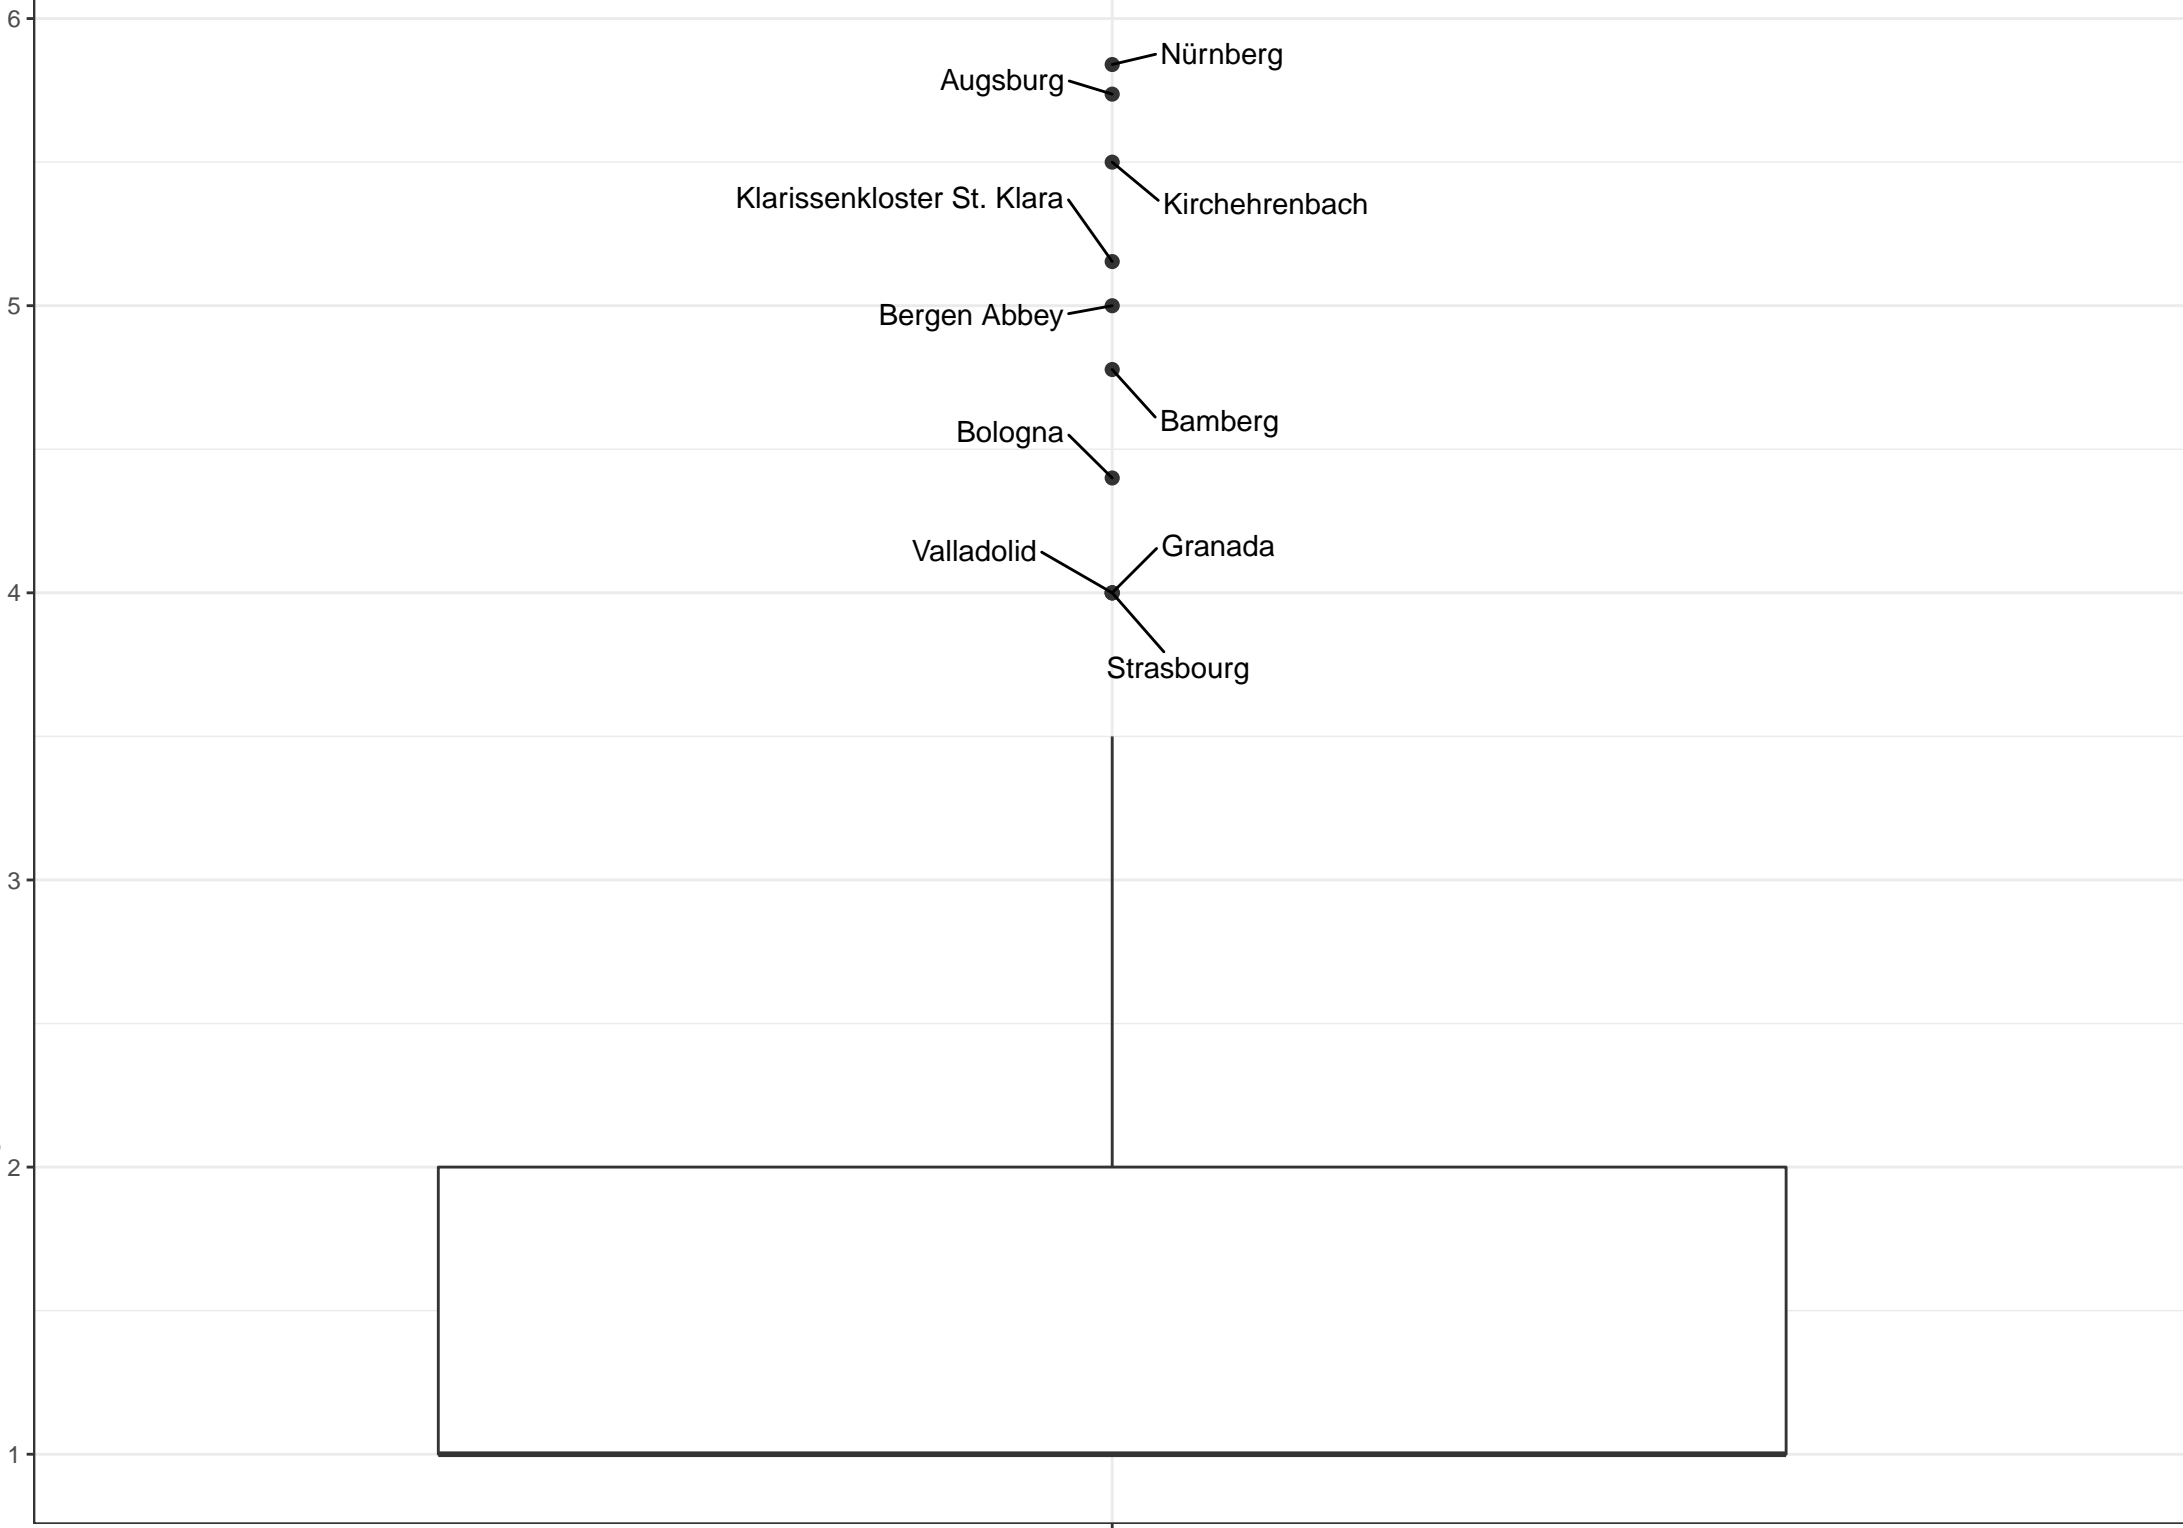 6
Nürnberg
Augsburg
Klarissenkloster St. Klara
Kirchehrenbach
5
Bergen Abbey
Bamberg
Bologna
Valladolid
Granada
4
Strasbourg
3
2
1